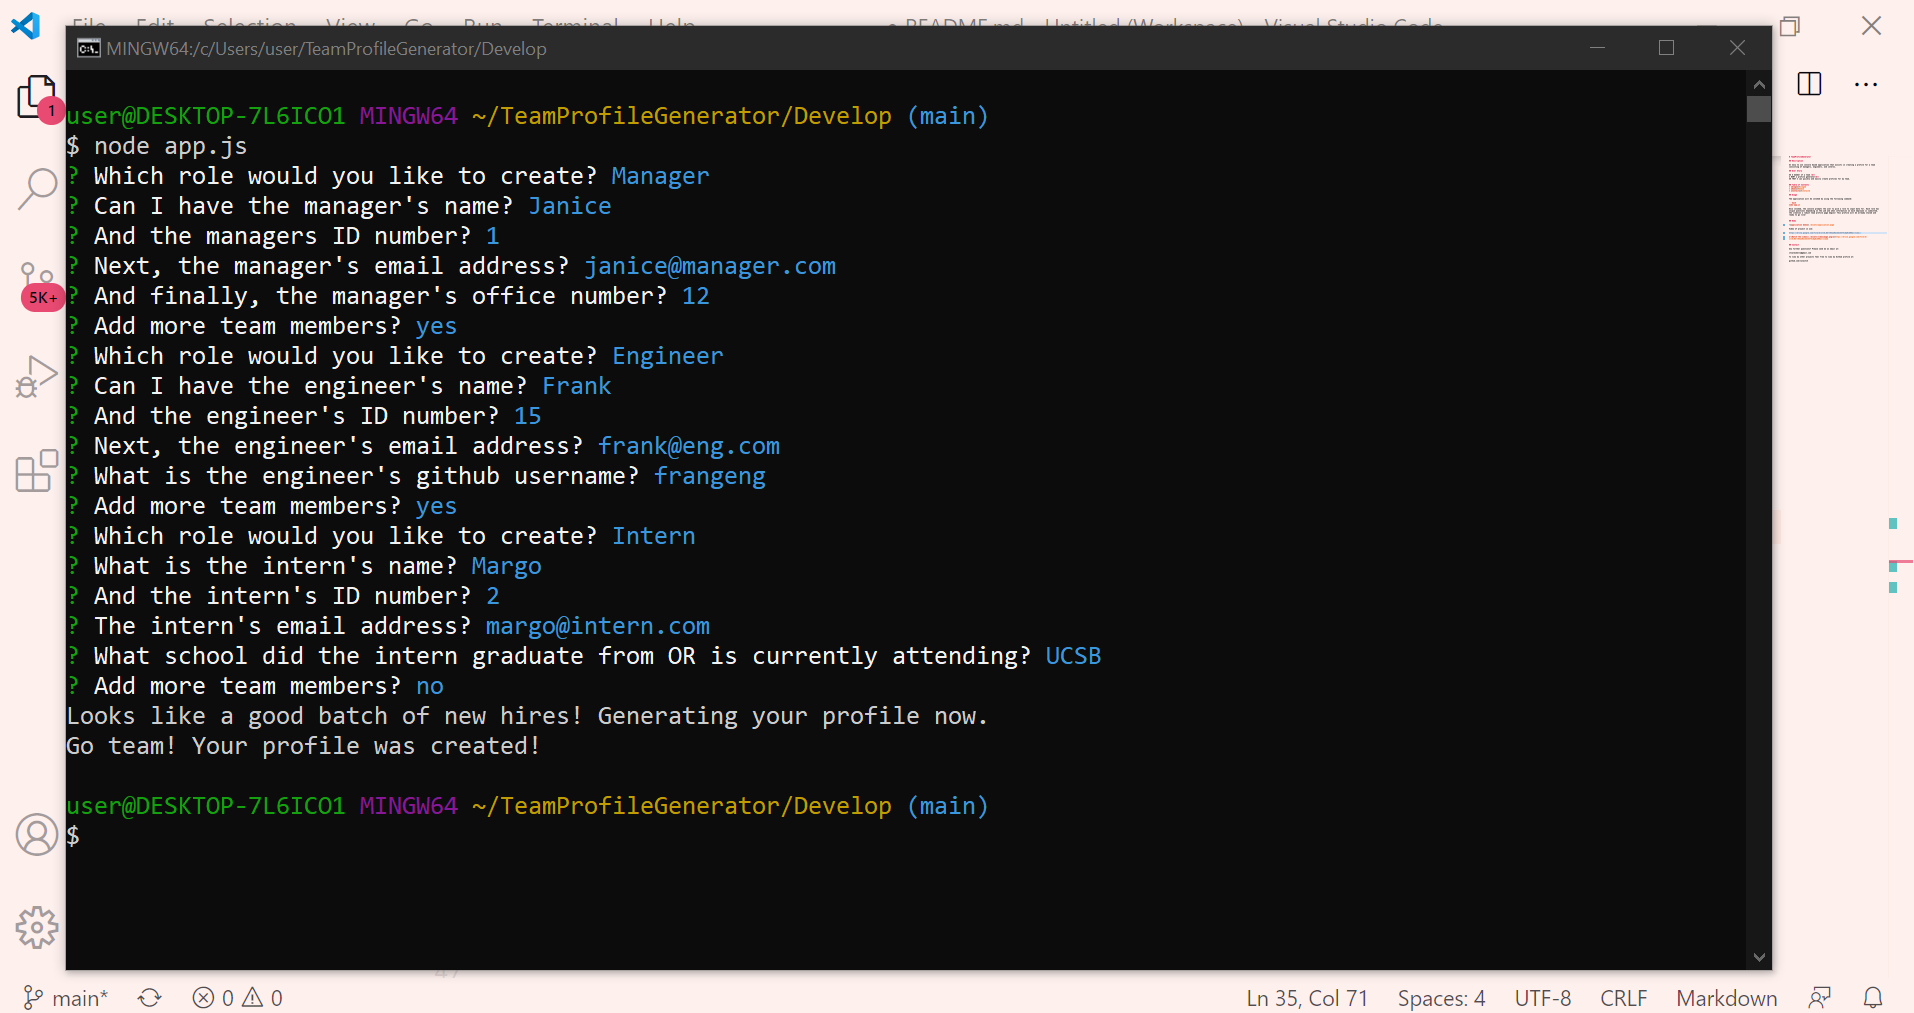 File Edit Selection View Go Run Terminal Help ● README.md - Untitled (Workspace) - Visual Studio Code
MINGW64:/c/Users/user/TeamProfileGenerator/Develop
user@DESKTOP-7L6ICO1 MINGW64 ~/TeamProfileGenerator/Develop (main)
$ node app.js
? Which role would you like to create? Manager
? Can I have the manager's name? Janice
? And the managers ID number? 1
? Next, the manager's email address? janice@manager.com
? And finally, the manager's office number? 12
? Add more team members? yes
? Which role would you like to create? Engineer
? Can I have the engineer's name? Frank
? And the engineer's ID number? 15
? Next, the engineer's email address? frank@eng.com
? What is the engineer's github username? frangeng
? Add more team members? yes
? Which role would you like to create? Intern
? What is the intern's name? Margo
? And the intern's ID number? 2
? The intern's email address? margo@intern.com
? What school did the intern graduate from OR is currently attending? UCSB
? Add more team members? no
Looks like a good batch of new hires! Generating your profile now.
Go team! Your profile was created!
user@DESKTOP-7L6ICO1 MINGW64 ~/TeamProfileGenerator/Develop (main)
$
1
5K+
main* 0 0 Ln 35, Col 71 Spaces: 4 UTF-8 CRLF Markdown